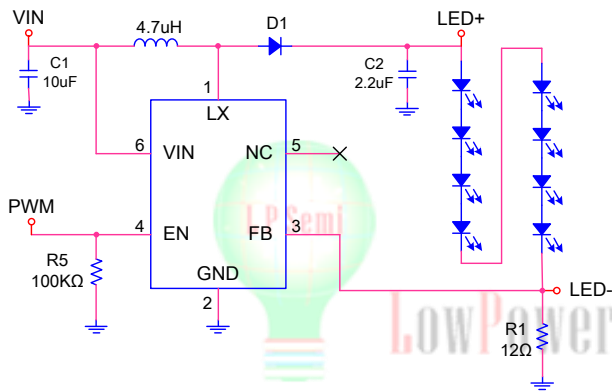 VIN
4.7uH
D1
LED+
C1
10uF
C2
2.2uF
1
LX
6
VIN
NC
5
PWM
4
EN
FB
3
L P Semi
R5
100KΩ
GND
2
LED-
R1
12Ω
LowPower